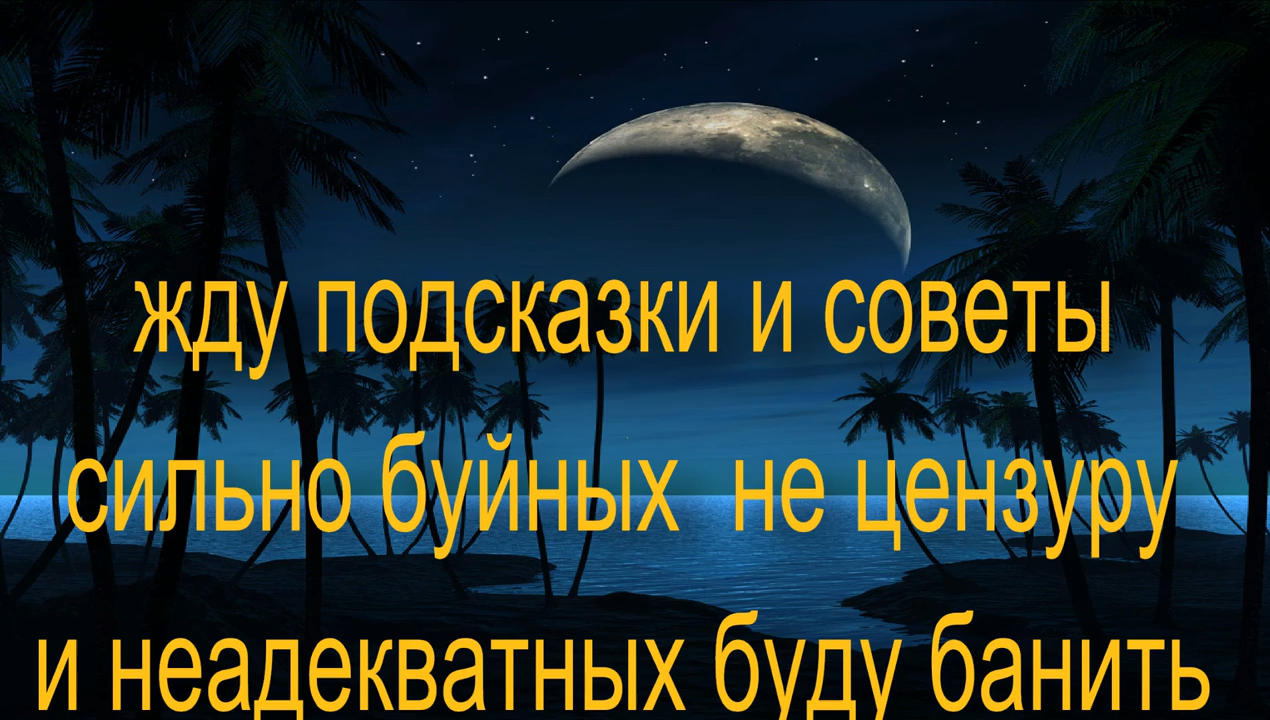 жду подсказки и советы
сильно буйных не цензуру
и неадекватных буду банить